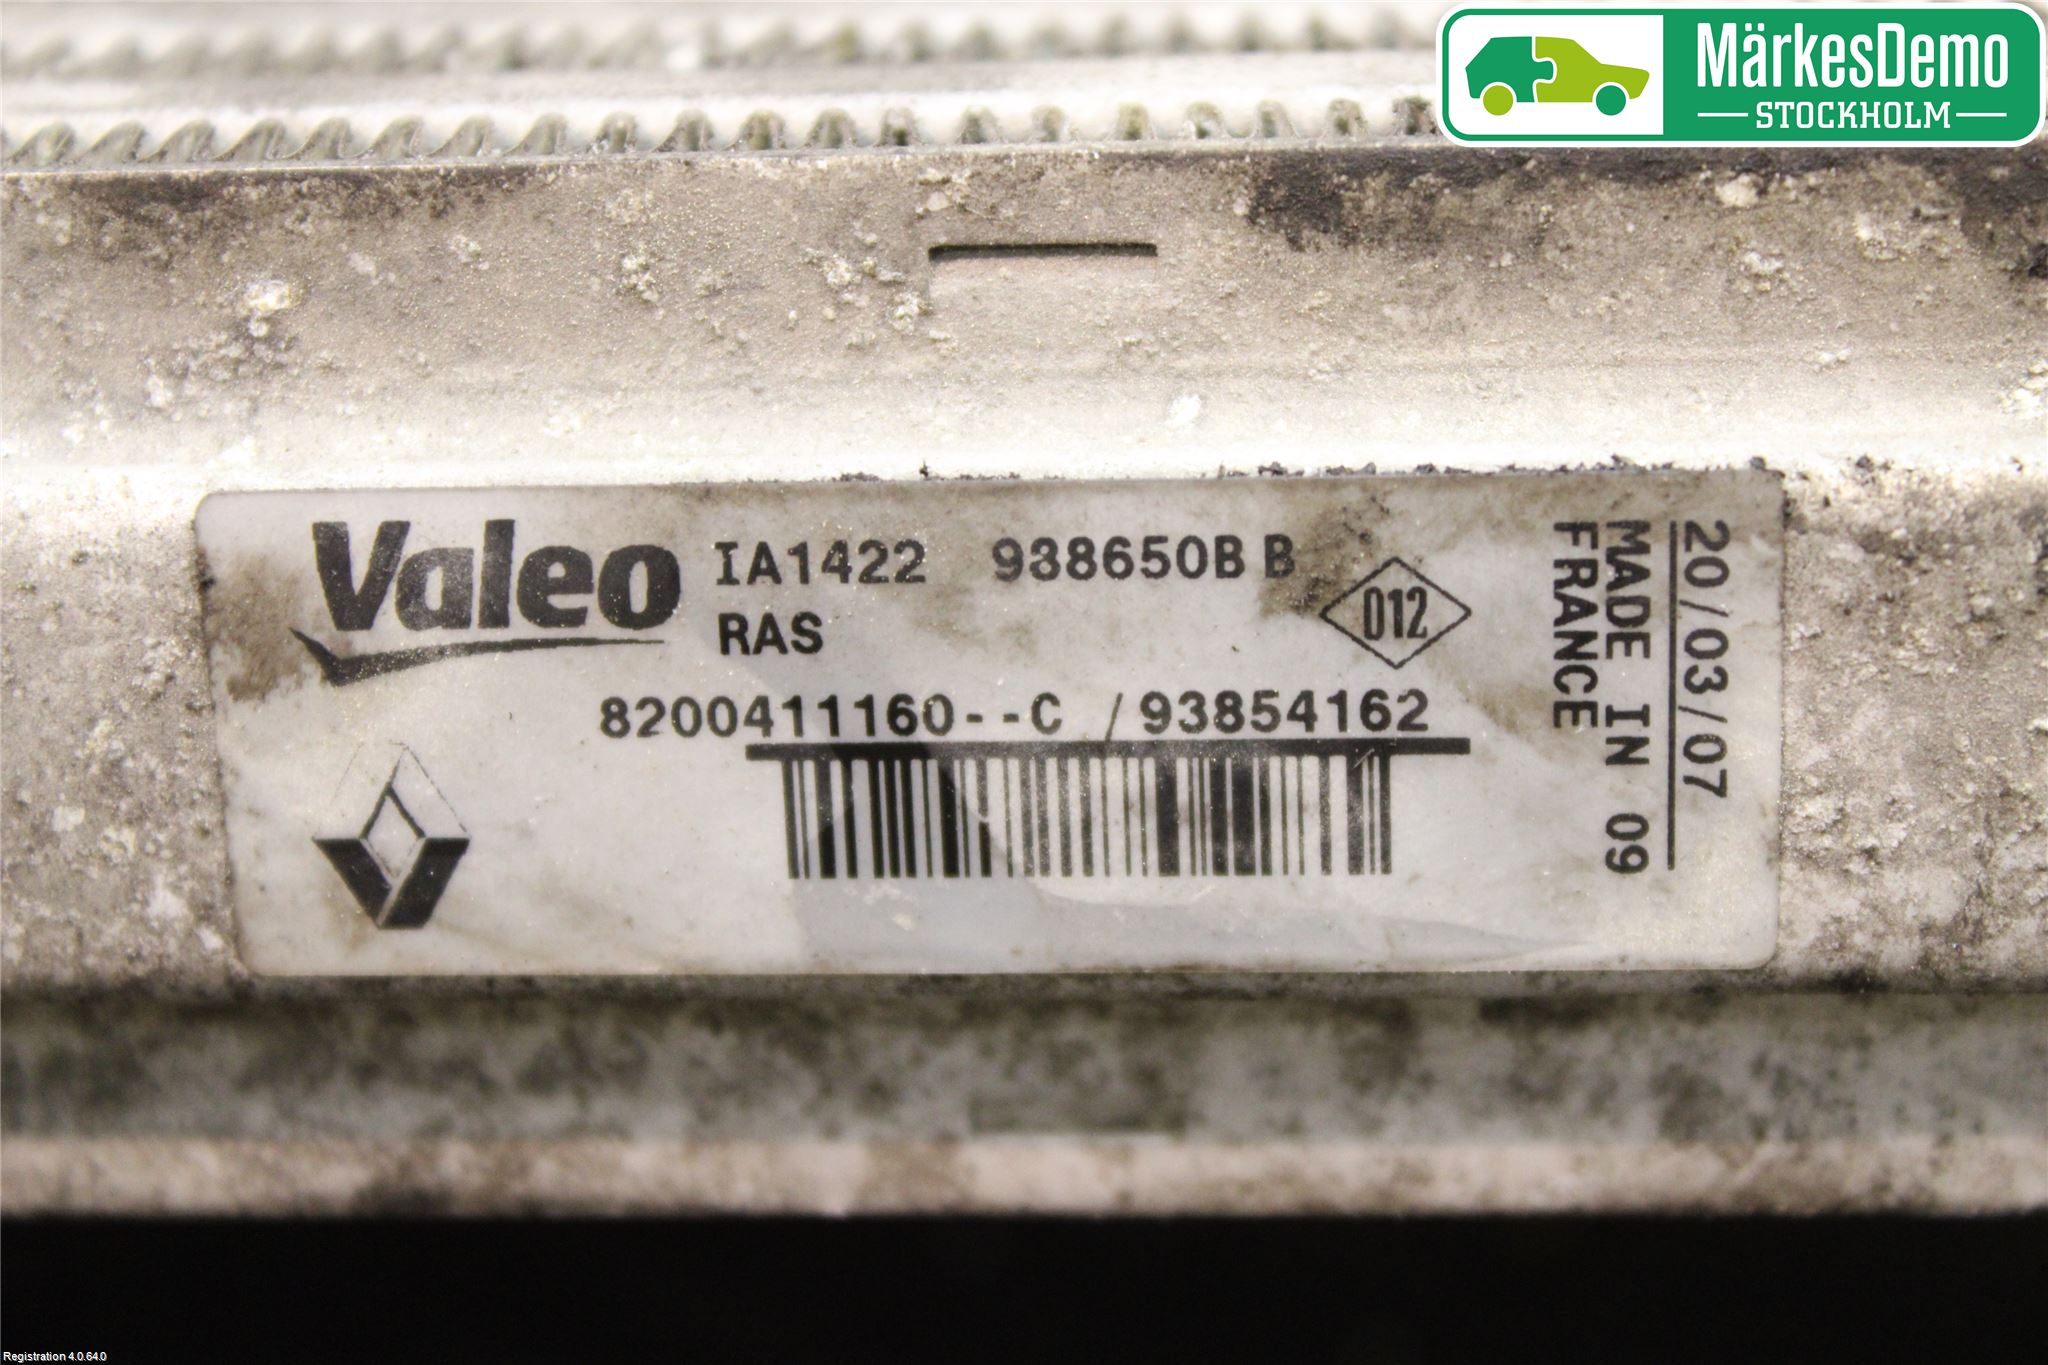 MärkesDemo
STOCKHOLM
Valeo
IA1422 938650B B
RAS
012
8200411160--C / 93854162
20/03/07
MADE IN 09
FRANCE
Registration 4.0.64.0